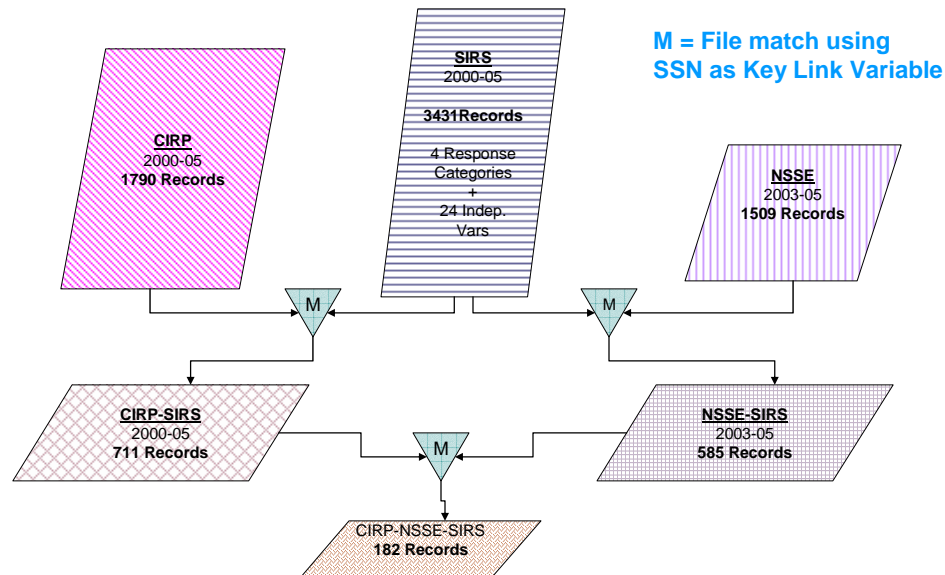 M = File match using
SSN as Key Link Variable
SIRS
2000-05
3431Records
4 Response
Categories
+
24 Indep.
Vars
CIRP
2000-05
1790 Records
NSSE
2003-05
1509 Records
M
M
CIRP-SIRS
2000-05
711 Records
NSSE-SIRS
2003-05
585 Records
M
CIRP-NSSE-SIRS
182 Records